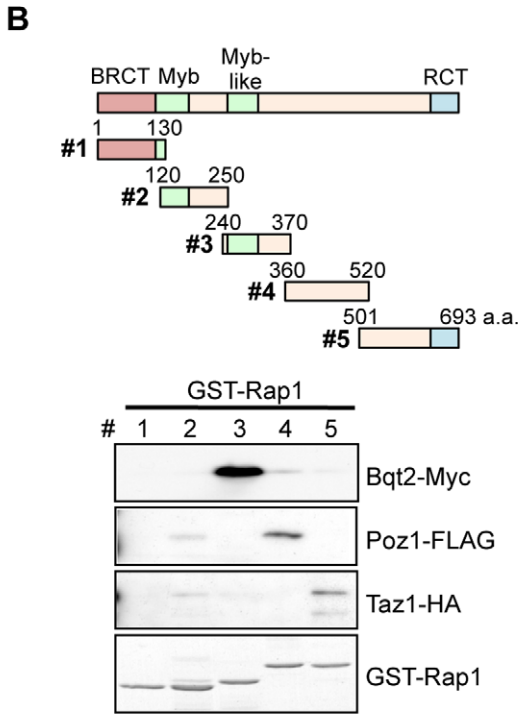 B
Myb-
BRCT Myb like RCT
1 130
#1
120 250
#2
240 370
#3
360 520
#4
501 693 a.a.
#5
GST-Rap1
# 1 2 3 4 5
Bqt2-Myc
Poz1-FLAG
Taz1-HA
GST-Rap1